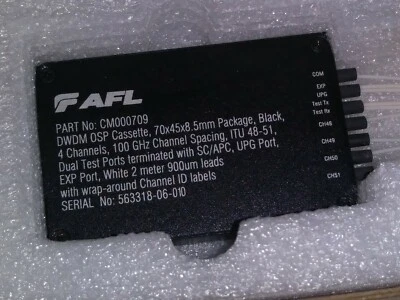 AFL
PART No: CM000709
DWDM OSP Cassette, 70x45x8.5mm Package, Black,
4 Channels, 100 GHz Channel Spacing, ITU 48-51,
Dual Test Ports terminated with SC/APC, UPG Port,
EXP Port, White 2 meter 900um leads
with wrap-around Channel ID labels
SERIAL No: 563318-06-010
COM
EXP
UPG
Test Tx
Test Rx
CH48
CH49
CH50
CH51